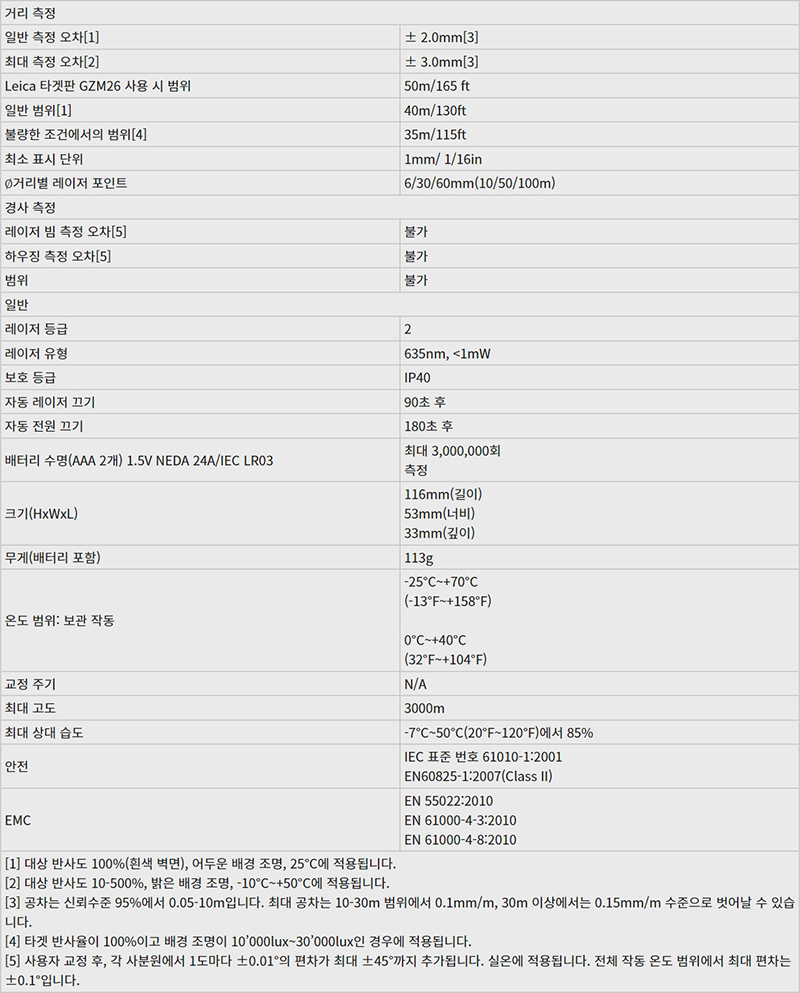 거리 측정
일반 측정 오차[1] ± 2.0mm[3]
최대 측정 오차[2] ± 3.0mm[3]
Leica 타겟판 GZM26 사용 시 범위 50m/165 ft
일반 범위[1] 40m/130ft
불량한 조건에서의 범위[4] 35m/115ft
최소 표시 단위 1mm/ 1/16in
Ø거리별 레이저 포인트 6/30/60mm(10/50/100m)
경사 측정
레이저 빔 측정 오차[5] 불가
하우징 측정 오차[5] 불가
범위 불가
일반
레이저 등급 2
레이저 유형 635nm, <1mW
보호 등급 IP40
자동 레이저 끄기 90초 후
자동 전원 끄기 180초 후
배터리 수명(AAA 2개) 1.5V NEDA 24A/IEC LR03
최대 3,000,000회
측정
크기(HxWxL)
116mm(길이)
53mm(너비)
33mm(깊이)
무게(배터리 포함) 113g
온도 범위: 보관 작동
-25°C~+70°C
(-13°F~+158°F)
0°C~+40°C
(32°F~+104°F)
교정 주기 N/A
최대 고도 3000m
최대 상대 습도 -7°C~50°C(20°F~120°F)에서 85%
안전
IEC 표준 번호 61010-1:2001
EN60825-1:2007(Class II)
EMC
EN 55022:2010
EN 61000-4-3:2010
EN 61000-4-8:2010
[1] 대상 반사도 100%(흰색 벽면), 어두운 배경 조명, 25°C에 적용됩니다.
[2] 대상 반사도 10-500%, 밝은 배경 조명, -10°C~+50°C에 적용됩니다.
[3] 공차는 신뢰수준 95%에서 0.05-10m입니다. 최대 공차는 10-30m 범위에서 0.1mm/m, 30m 이상에서는 0.15mm/m 수준으로 벗어날 수 있습
니다.
[4] 타겟 반사율이 100%이고 배경 조명이 10’000lux~30’000lux인 경우에 적용됩니다.
[5] 사용자 교정 후, 각 사분원에서 1도마다 ±0.01°의 편차가 최대 ±45°까지 추가됩니다. 실온에 적용됩니다. 전체 작동 온도 범위에서 최대 편차는
±0.1°입니다.